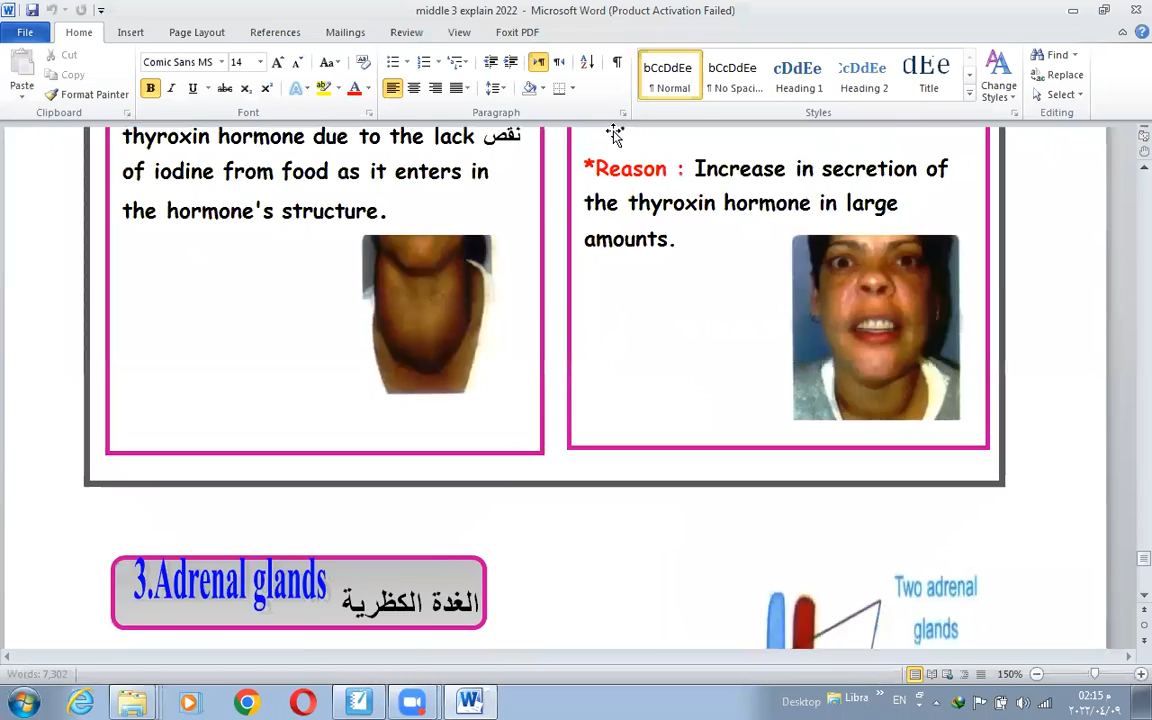 middle 3 explain 2022 - Microsoft Word (Product Activation Failed)
File Home Insert Page Layout References Mailings Review View Foxit PDF
Paste
Cut
Copy
Format Painter
Clipboard
Comic Sans MS 14
Font
Paragraph
bCcDdEe bCcDdEe cDdEe cDdEe dEe
¶ Normal ¶ No Spaci... Heading 1 Heading 2 Title
Change Styles
Styles
Find
Replace
Select
Editing
thyroxin hormone due to the lack نقص
of iodine from food as it enters in
the hormone's structure.
*Reason : Increase in secretion of
the thyroxin hormone in large
amounts.
3.Adrenal glands الغدة الكظرية
Two adrenal
glands
Words: 7,302
150%
Desktop Libra » EN
02:15 م
٢٠٢٢/٠٤/٠٩